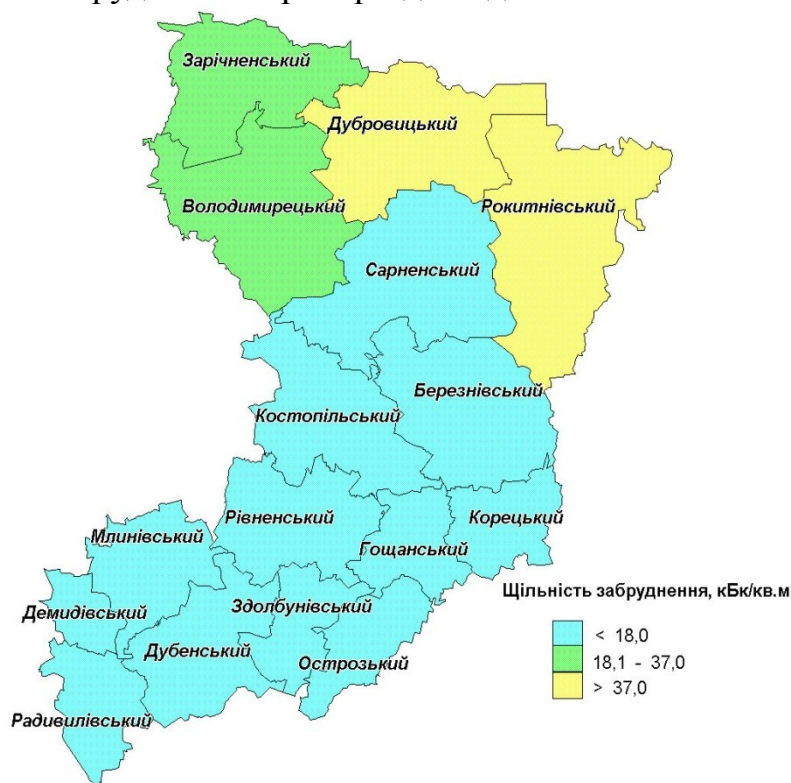 Зарічненський
Дубровицький
Володимирецький
Рокитнівський
Сарненський
Березнівський
Костопільський
Рівненський
Корецький
Млинівський
Гощанський
Щільність забруднення, кБк/кв.м
Демидівський
Здолбунівський
< 18,0
Дубенський
18,1 - 37,0
Острозький
> 37,0
Радивилівський